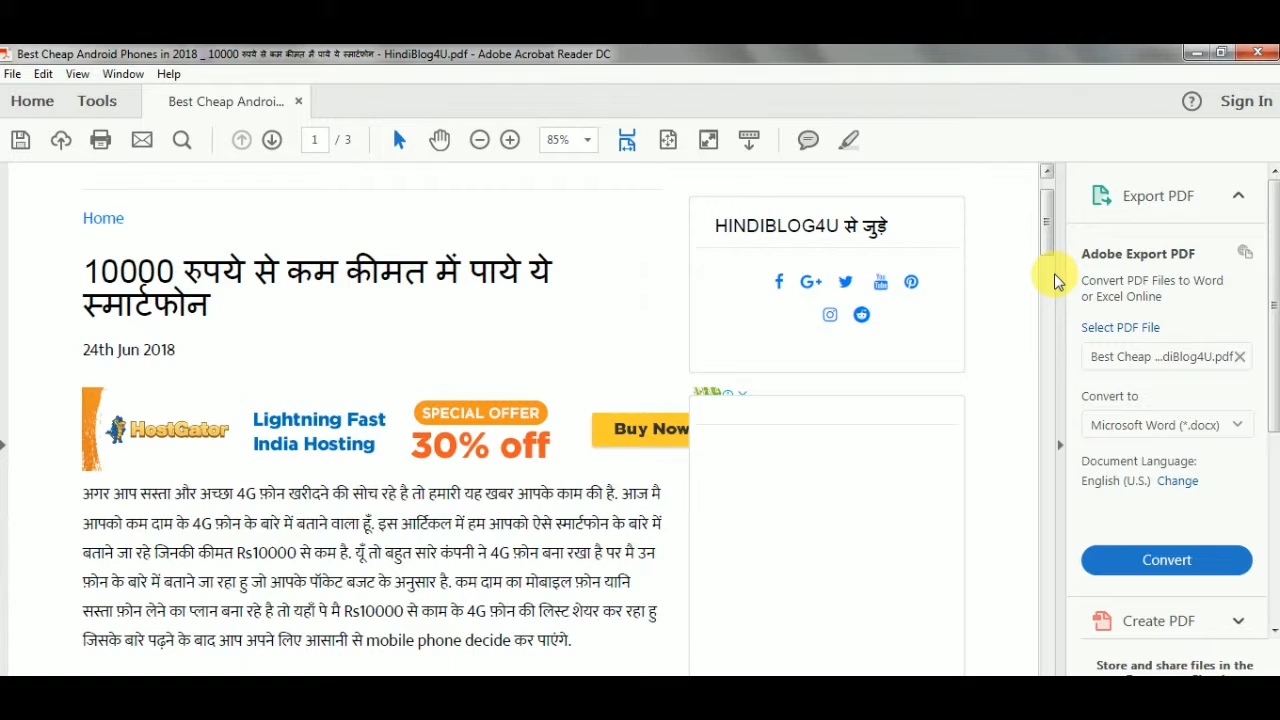 Best Cheap Android Phones in 2018 _ 10000 रुपये से कम कीमत में पाये ये स्मार्टफोन - HindiBlog4U.pdf - Adobe Acrobat Reader DC
File Edit View Window Help
Home Tools Best Cheap Androi... × Sign In
1 / 3 85%
Home
10000 रुपये से कम कीमत में पाये ये
स्मार्टफोन
24th Jun 2018
HostGator
Lightning Fast
India Hosting
SPECIAL OFFER
30% off
Buy Now
अगर आप सस्ता और अच्छा 4G फ़ोन खरीदने की सोच रहे है तो हमारी यह खबर आपके काम की है. आज मै
आपको कम दाम के 4G फ़ोन के बारे में बताने वाला हूँ. इस आर्टिकल में हम आपको ऐसे स्मार्टफोन के बारे में
बताने जा रहे जिनकी कीमत Rs10000 से कम है. यूँ तो बहुत सारे कंपनी ने 4G फ़ोन बना रखा है पर मै उन
फ़ोन के बारे में बताने जा रहा हु जो आपके पॉकेट बजट के अनुसार है. कम दाम का मोबाइल फ़ोन यानि
सस्ता फ़ोन लेने का प्लान बना रहे है तो यहाँ पे मै Rs10000 से काम के 4G फ़ोन की लिस्ट शेयर कर रहा हु
जिसके बारे पढ़ने के बाद आप अपने लिए आसानी से mobile phone decide कर पाएंगे.
HINDIBLOG4U से जुड़े
Export PDF
Adobe Export PDF
Convert PDF Files to Word
or Excel Online
Select PDF File
Best Cheap ...diBlog4U.pdf
Convert to
Microsoft Word (*.docx)
Document Language:
English (U.S.) Change
Convert
Create PDF
Store and share files in the